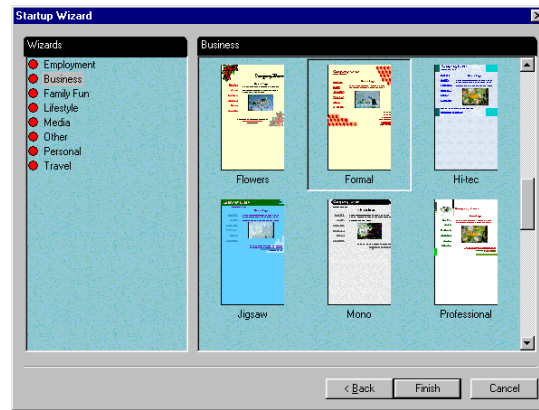 Startup Wizard
Wizards
Employment
Business
Family Fun
Lifestyle
Media
Other
Personal
Travel
Business
Flowers
Formal
Hi-tec
Jigsaw
Mono
Professional
< Back
Finish
Cancel